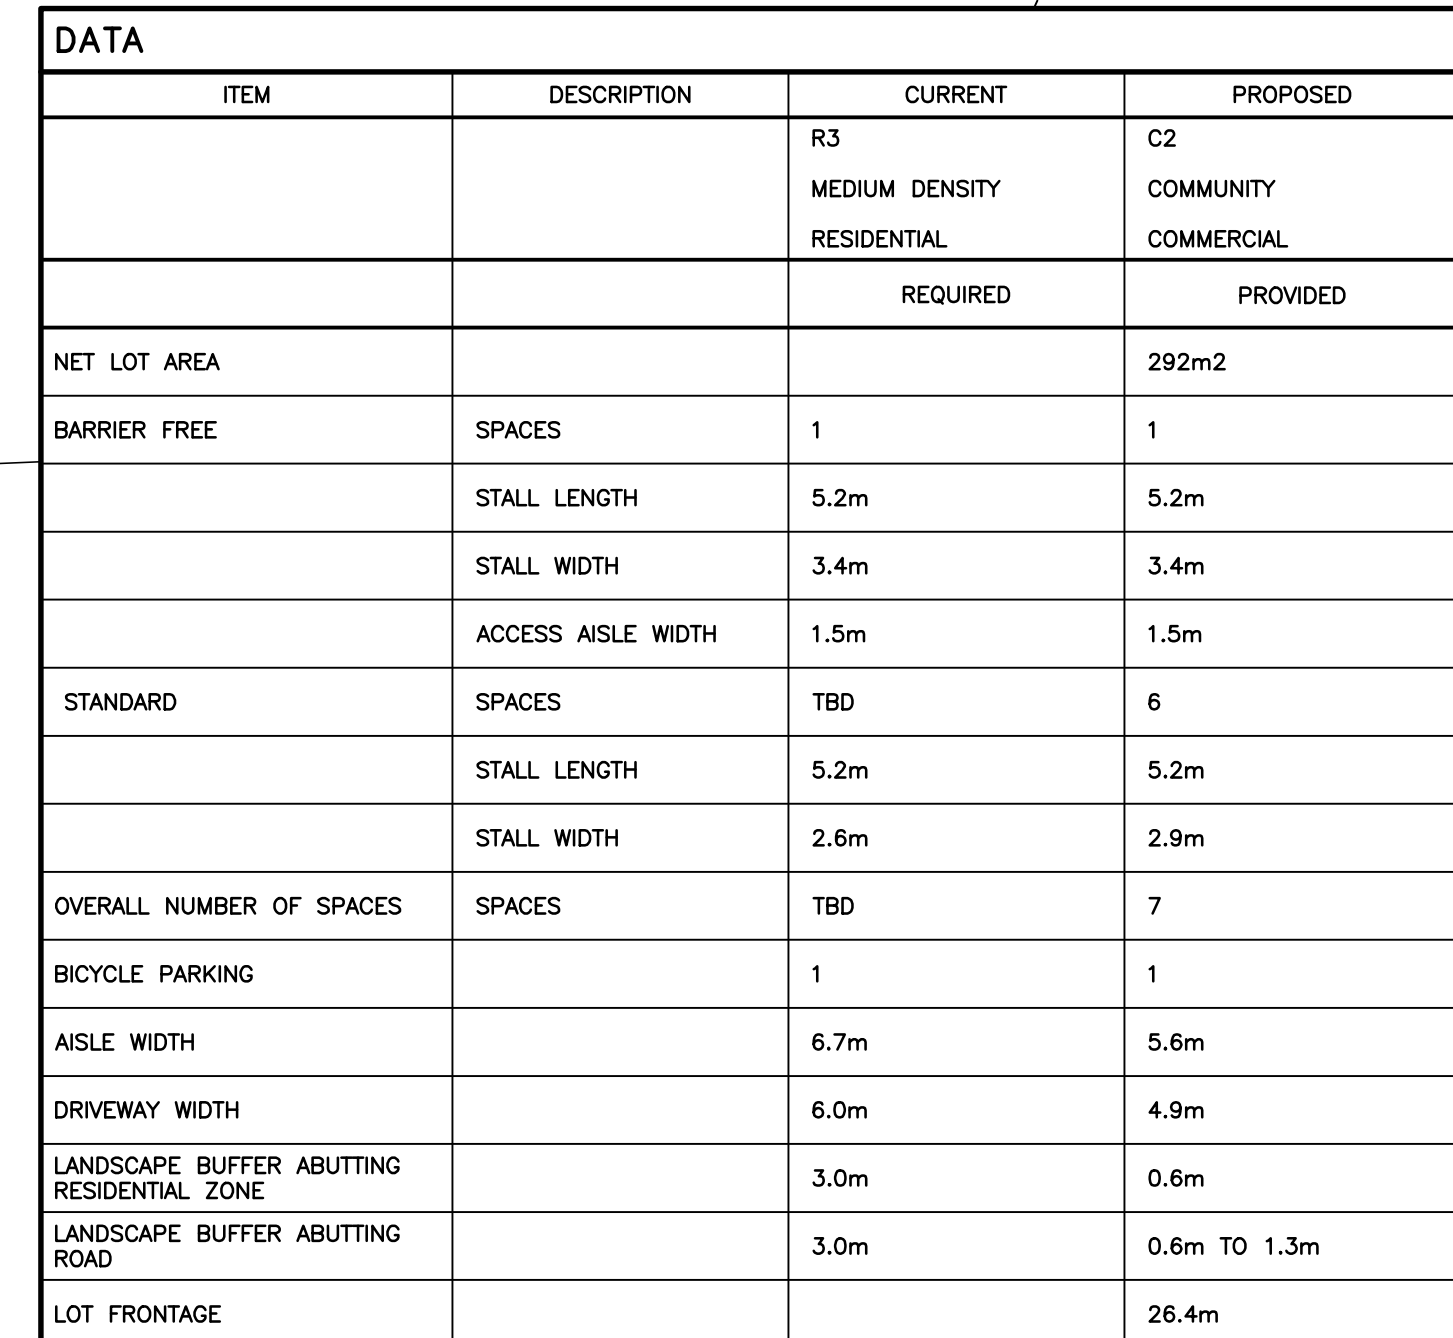 DATA
ITEM DESCRIPTION CURRENT PROPOSED
R3 C2
MEDIUM DENSITY COMMUNITY
RESIDENTIAL COMMERCIAL
REQUIRED PROVIDED
NET LOT AREA 292m2
BARRIER FREE SPACES 1 1
STALL LENGTH 5.2m 5.2m
STALL WIDTH 3.4m 3.4m
ACCESS AISLE WIDTH 1.5m 1.5m
STANDARD SPACES TBD 6
STALL LENGTH 5.2m 5.2m
STALL WIDTH 2.6m 2.9m
OVERALL NUMBER OF SPACES SPACES TBD 7
BICYCLE PARKING 1 1
AISLE WIDTH 6.7m 5.6m
DRIVEWAY WIDTH 6.0m 4.9m
LANDSCAPE BUFFER ABUTTING
RESIDENTIAL ZONE 3.0m 0.6m
LANDSCAPE BUFFER ABUTTING
ROAD 3.0m 0.6m TO 1.3m
LOT FRONTAGE 26.4m